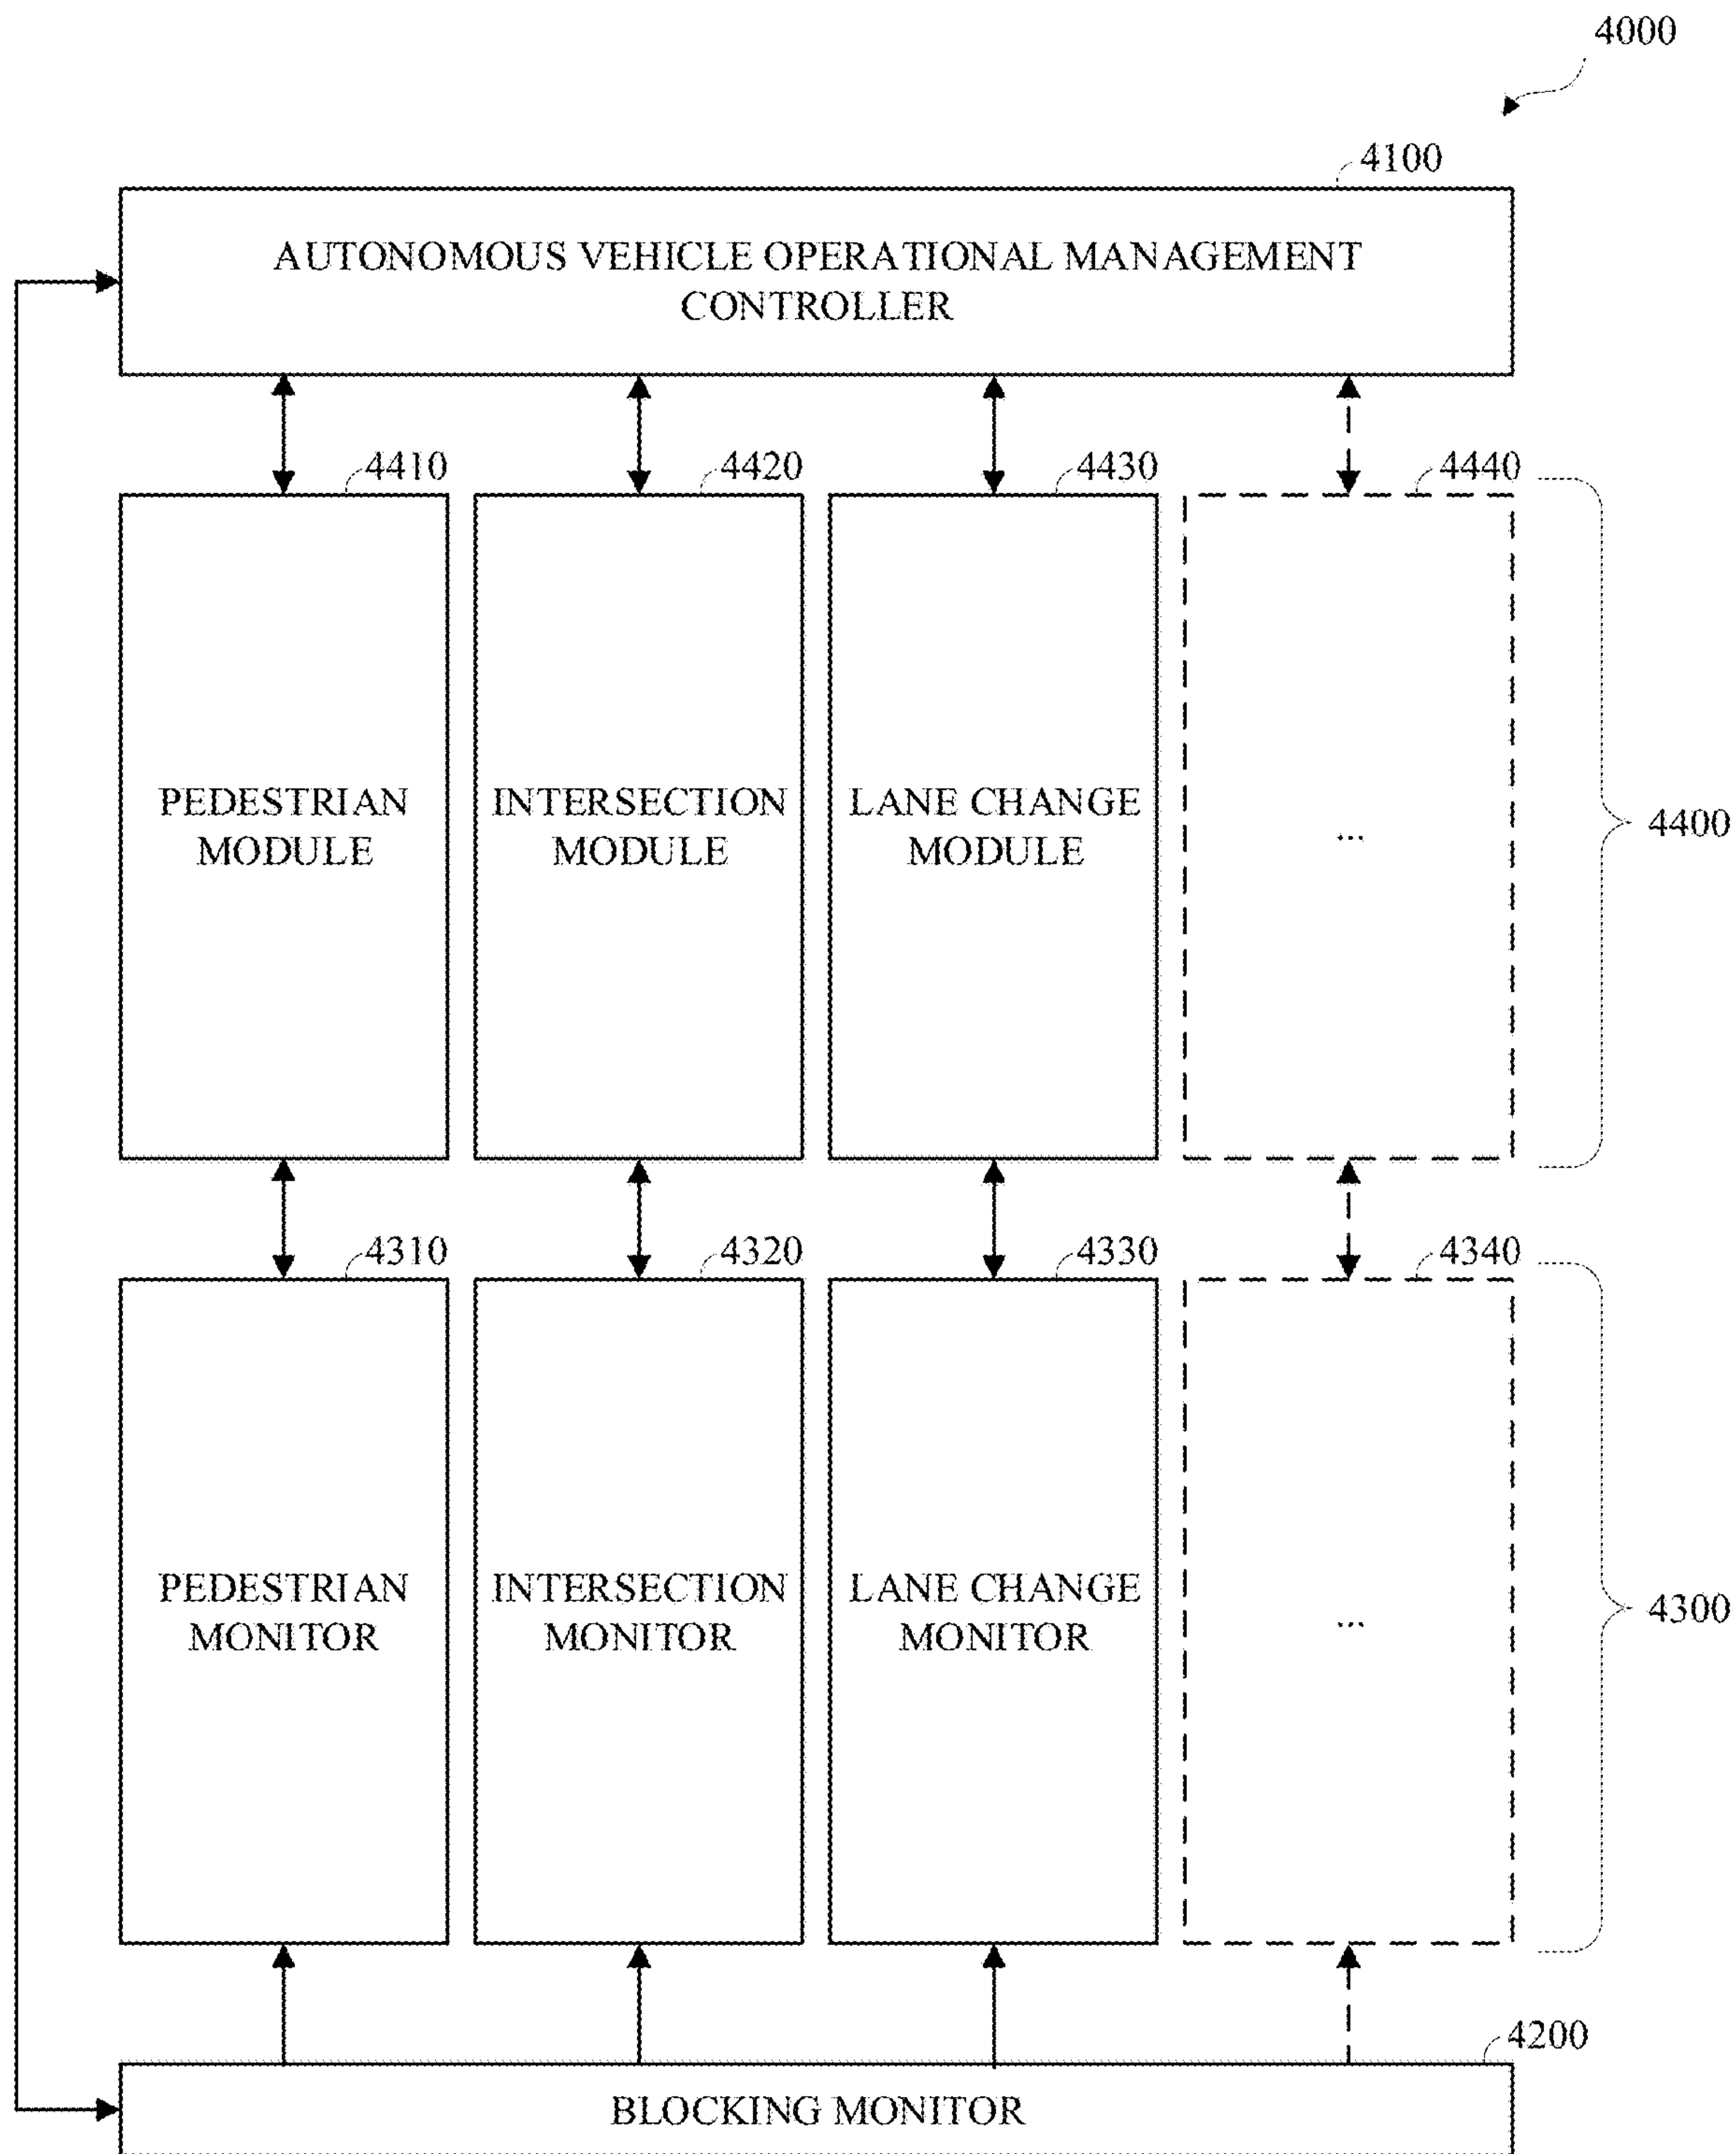 4000
4100
AUTONOMOUS VEHICLE OPERATIONAL MANAGEMENT
CONTROLLER
4410
4420
4430
4440
PEDESTRIAN
MODULE
INTERSECTION
MODULE
LANE CHANGE
MODULE
...
4400
4310
4320
4330
4340
PEDESTRIAN
MONITOR
INTERSECTION
MONITOR
LANE CHANGE
MONITOR
...
4300
4200
BLOCKING MONITOR